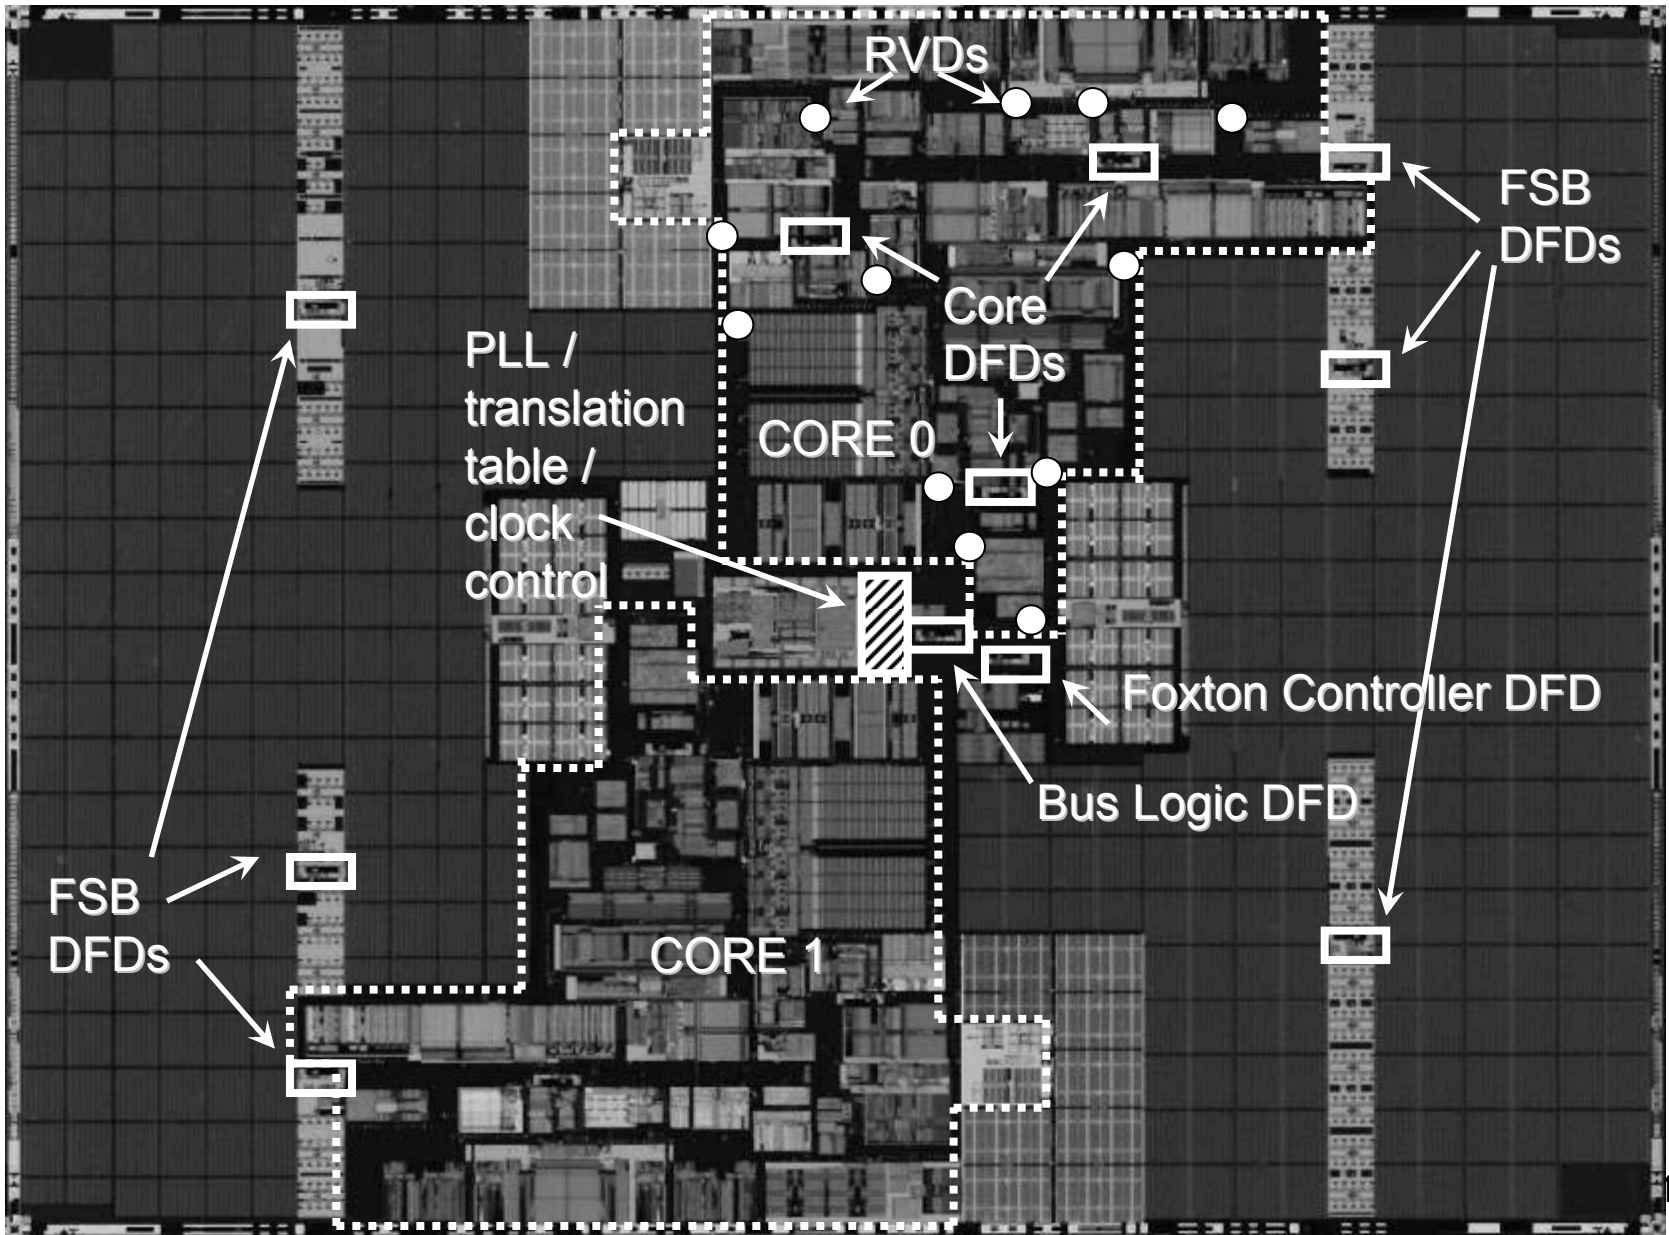 RVDs
FSB
DFDs
Core
DFDs
PLL /
translation
table /
clock
control
CORE 0
Foxton Controller DFD
Bus Logic DFD
FSB
DFDs
CORE 1